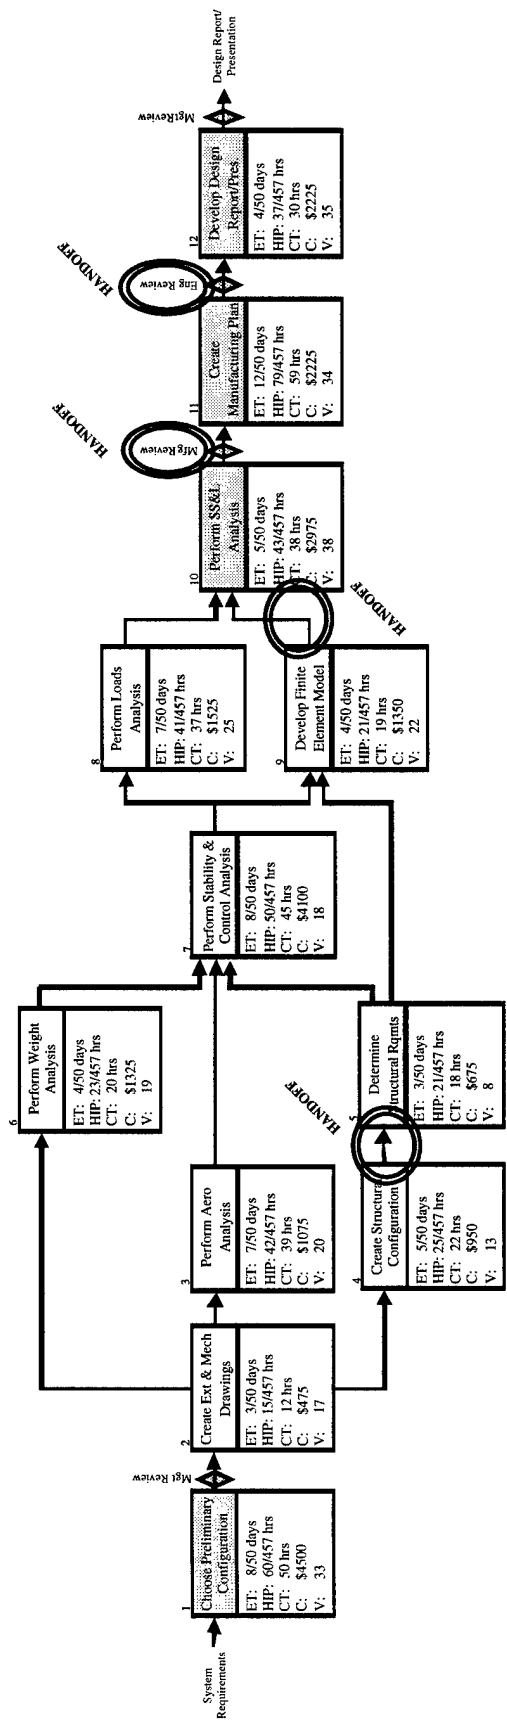 System
Requirements
1
Choose Preliminary
Configuration
ET: 8/50 days
HIP: 60/457 hrs
CT: 50 hrs
C: $4500
V: 33
Mgt Review
2
Create Ext & Mech
Drawings
ET: 3/50 days
HIP: 15/457 hrs
CT: 12 hrs
C: $475
V: 17
3
Perform Aero
Analysis
ET: 7/50 days
HIP: 42/457 hrs
CT: 39 hrs
C: $1075
V: 20
4
Create Structural
Configuration
ET: 5/50 days
HIP: 25/457 hrs
CT: 22 hrs
C: $950
V: 13
HANDOFF
5
Determine
Structural Rqmts
ET: 3/50 days
HIP: 21/457 hrs
CT: 18 hrs
C: $675
V: 8
6
Perform Weight
Analysis
ET: 4/50 days
HIP: 23/457 hrs
CT: 20 hrs
C: $1325
V: 19
7
Perform Stability &
Control Analysis
ET: 8/50 days
HIP: 50/457 hrs
CT: 45 hrs
C: $4100
V: 18
8
Perform Loads
Analysis
ET: 7/50 days
HIP: 41/457 hrs
CT: 37 hrs
C: $1525
V: 25
9
Develop Finite
Element Model
ET: 4/50 days
HIP: 21/457 hrs
CT: 19 hrs
C: $1350
V: 22
HANDOFF
10
Perform SS&L
Analysis
ET: 5/50 days
HIP: 43/457 hrs
CT: 38 hrs
C: $2975
V: 38
Mfg Review
HANDOFF
11
Create
Manufacturing Plan
ET: 12/50 days
HIP: 79/457 hrs
CT: 59 hrs
C: $2225
V: 34
Eng Review
HANDOFF
12
Develop Design
Report/Pres.
ET: 4/50 days
HIP: 37/457 hrs
CT: 30 hrs
C: $2225
V: 35
MgtReview
Design Report/
Presentation